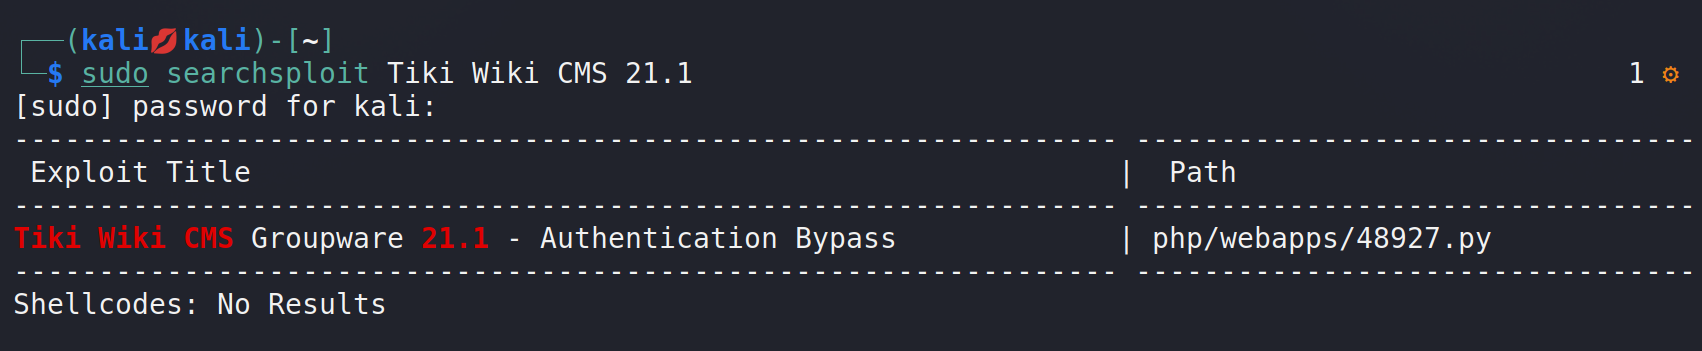 ┌──(kali💋kali)-[~]
└─$ sudo searchsploit Tiki Wiki CMS 21.1 1 ⚙
[sudo] password for kali:
----------------------------------------------------------------- ---------------------------------
Exploit Title | Path
----------------------------------------------------------------- ---------------------------------
Tiki Wiki CMS Groupware 21.1 - Authentication Bypass | php/webapps/48927.py
----------------------------------------------------------------- ---------------------------------
Shellcodes: No Results